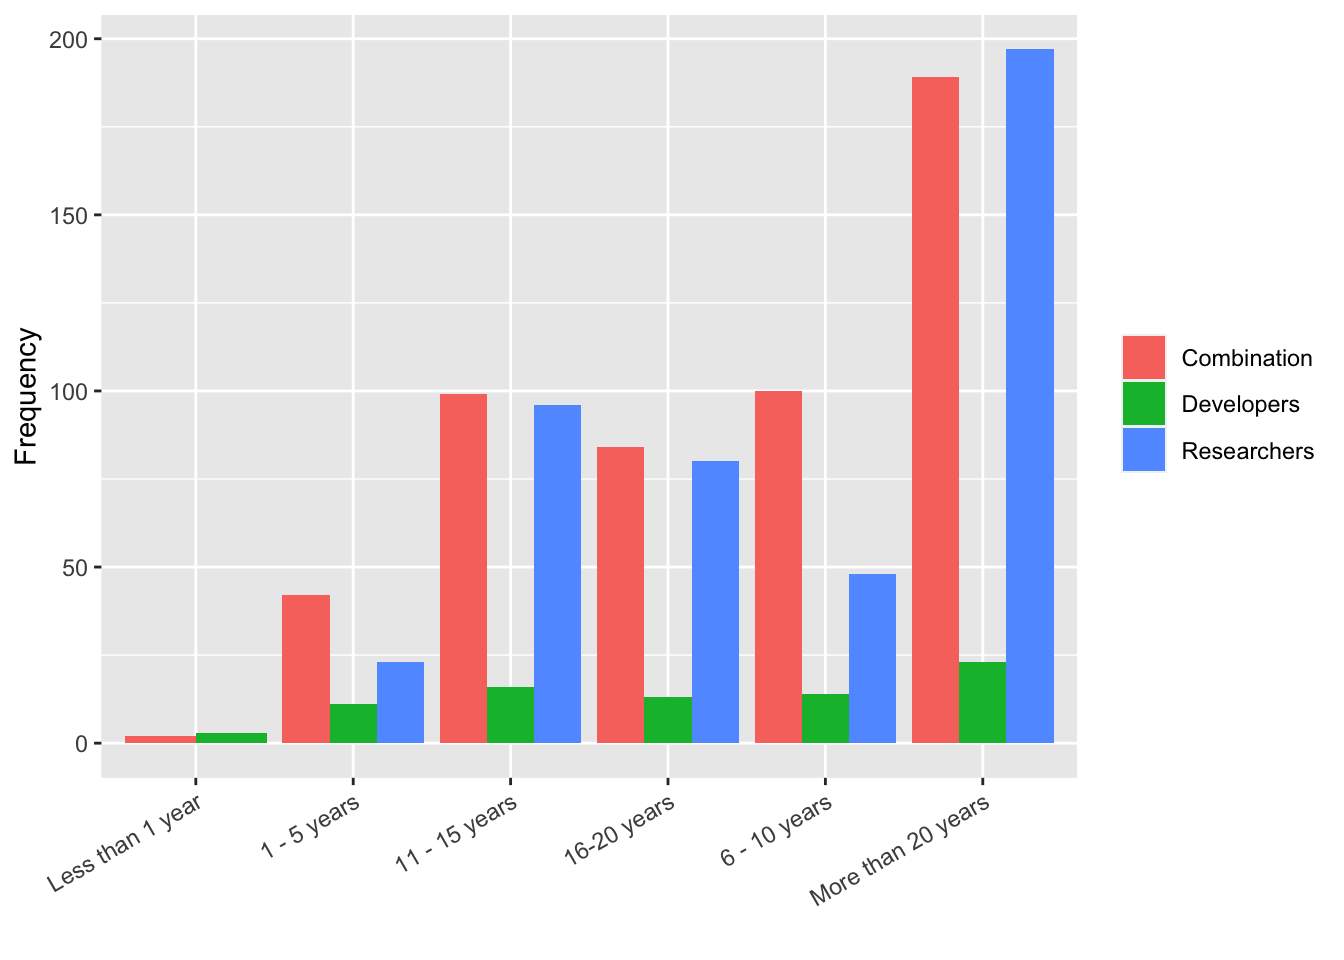 Frequency
200
150
100
50
0
Less than 1 year
1 - 5 years
11 - 15 years
16-20 years
6 - 10 years
More than 20 years
Combination
Developers
Researchers